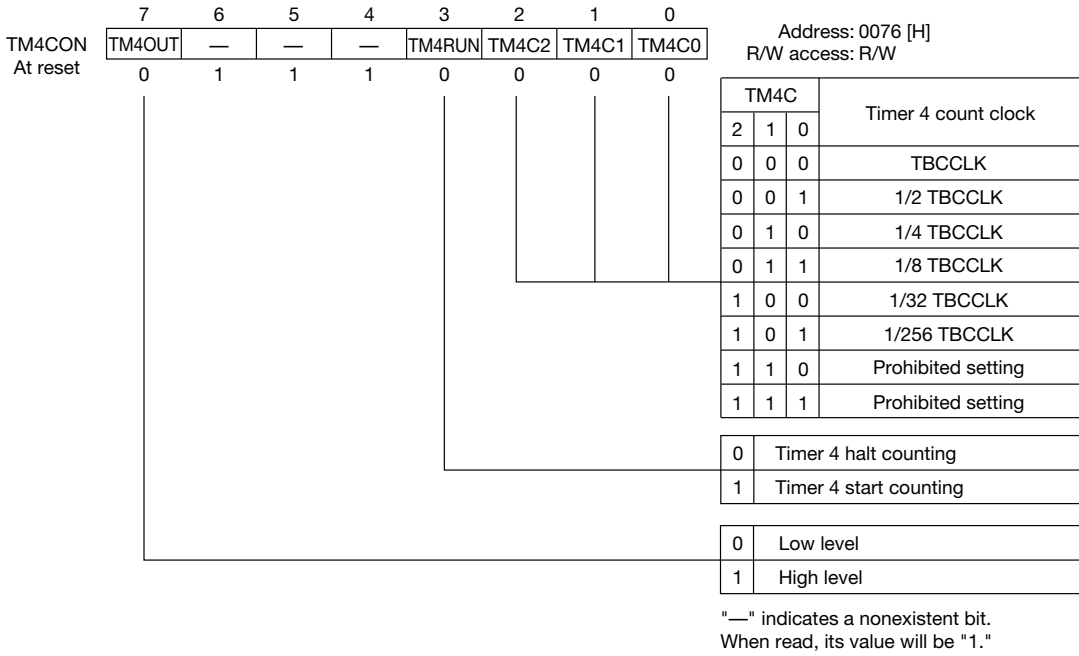 7 6 5 4 3 2 1 0
TM4CON TM4OUT — — — TM4RUN TM4C2 TM4C1 TM4C0
At reset 0 1 1 1 0 0 0 0
Address: 0076 [H]
R/W access: R/W
TM4C Timer 4 count clock
2 1 0
0 0 0 TBCCLK
0 0 1 1/2 TBCCLK
0 1 0 1/4 TBCCLK
0 1 1 1/8 TBCCLK
1 0 0 1/32 TBCCLK
1 0 1 1/256 TBCCLK
1 1 0 Prohibited setting
1 1 1 Prohibited setting
0 Timer 4 halt counting
1 Timer 4 start counting
0 Low level
1 High level
"—" indicates a nonexistent bit.
When read, its value will be "1."